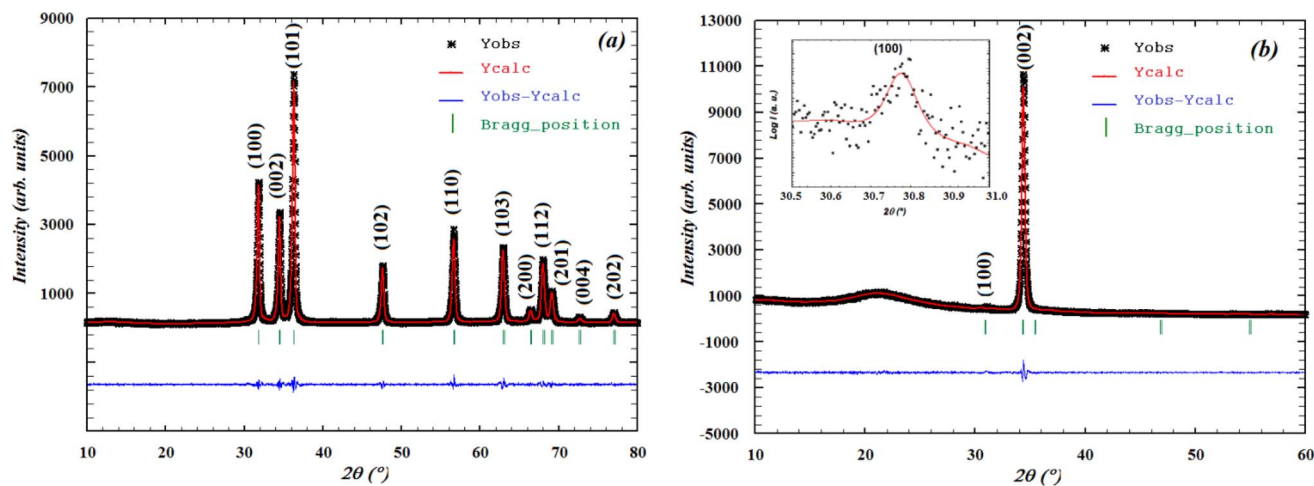 9000
7000
5000
3000
1000
Intensity (arb. units)
(a)
Yobs
Ycalc
Yobs-Ycalc
Bragg_position
(100)
(002)
(101)
(102)
(110)
(103)
(200)
(112)
(201)
(004)
(202)
10 20 30 40 50 60 70 80
2θ (°)
13000
11000
9000
7000
5000
3000
1000
-1000
-3000
-5000
Intensity (arb. units)
(b)
(002)
Yobs
Ycalc
Yobs-Ycalc
Bragg_position
(100)
Log I (a. u.)
30.5 30.6 30.7 30.8 30.9 31.0
2θ (°)
(100)
10 20 30 40 50 60
2θ (°)